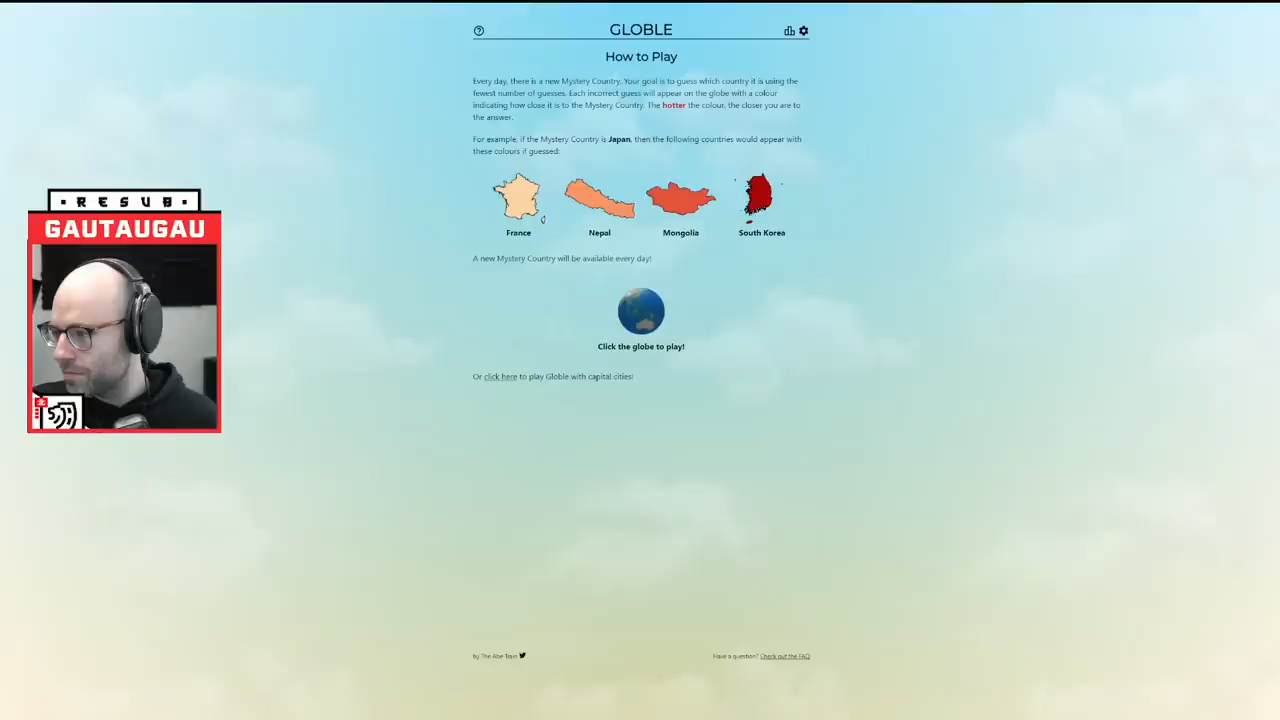 GLOBLE
How to Play
Every day, there is a new Mystery Country. Your goal is to guess which country it is using the
fewest number of guesses. Each incorrect guess will appear on the globe with a colour
indicating how close it is to the Mystery Country. The hotter the colour, the closer you are to
the answer.
For example, if the Mystery Country is Japan, then the following countries would appear with
these colours if guessed:
France Nepal Mongolia South Korea
A new Mystery Country will be available every day!
Click the globe to play!
Or click here to play Globle with capital cities!
by The Abe Train
Have a question? Check out the FAQ
RESUB
GAUTAUGAU